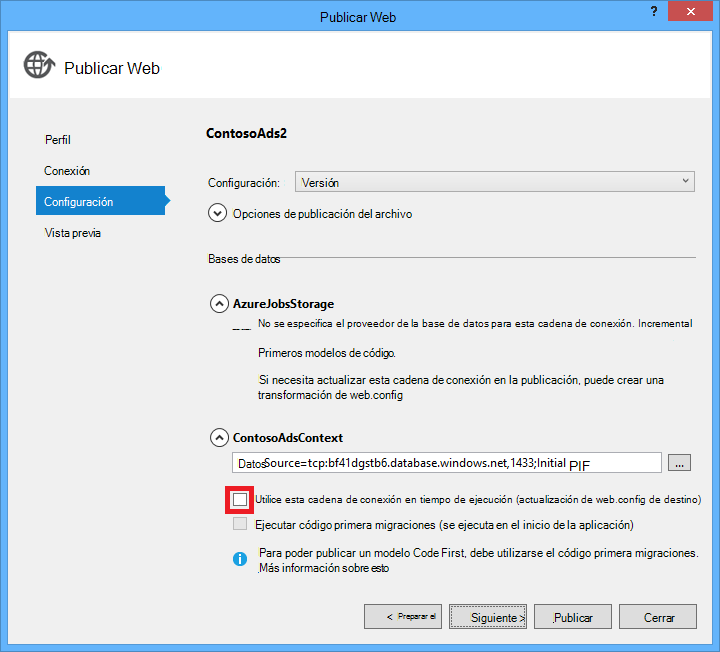 Publicar Web
?
Publicar Web
Perfil
Conexión
Configuración
Vista previa
ContosoAds2
Configuración:
Versión
Opciones de publicación del archivo
Bases de datos
AzureJobsStorage
No se especifica el proveedor de la base de datos para esta cadena de conexión. Incremental
Primeros modelos de código.
Si necesita actualizar esta cadena de conexión en la publicación, puede crear una
transformación de web.config
ContosoAdsContext
DatosSource=tcp:bf41dgstb6.database.windows.net,1433;Initial PIF
...
Utilice esta cadena de conexión en tiempo de ejecución (actualización de web.config de destino)
Ejecutar código primera migraciones (se ejecuta en el inicio de la aplicación)
Para poder publicar un modelo Code First, debe utilizarse el código primera migraciones.
Más información sobre esto
< Preparar el
Siguiente >
Publicar
Cerrar